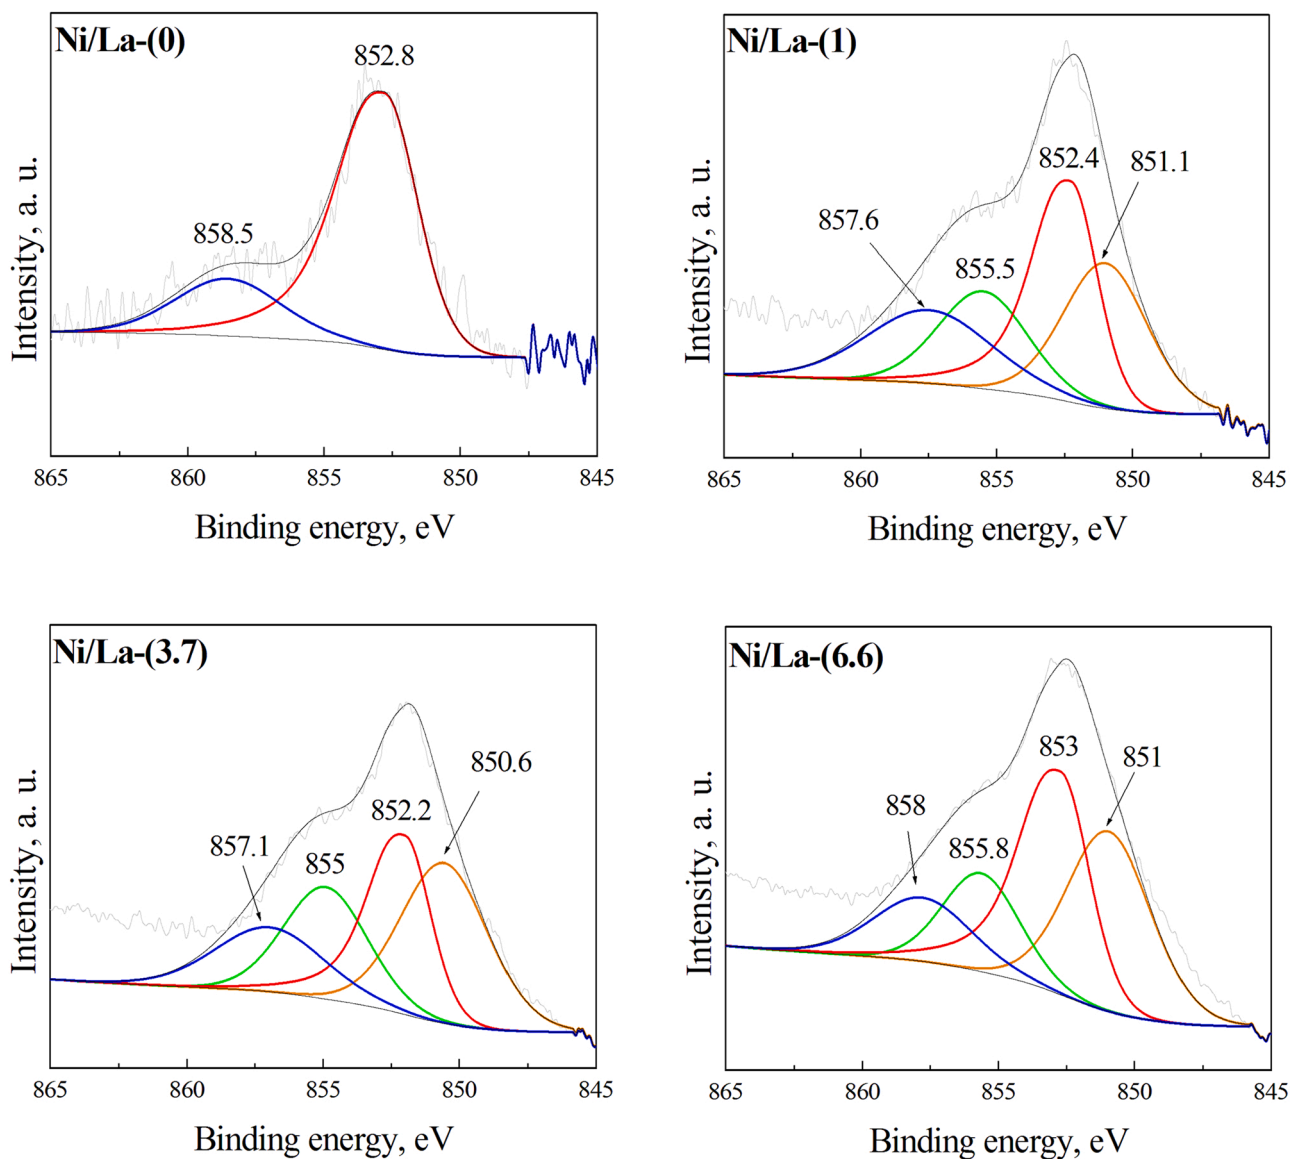 Ni/La-(0)
852.8
858.5
Intensity, a. u.
865 860 855 850 845
Binding energy, eV
Ni/La-(1)
852.4
851.1
857.6
855.5
Intensity, a. u.
865 860 855 850 845
Binding energy, eV
Ni/La-(3.7)
850.6
852.2
857.1
855
Intensity, a. u.
865 860 855 850 845
Binding energy, eV
Ni/La-(6.6)
853
851
858
855.8
Intensity, a. u.
865 860 855 850 845
Binding energy, eV